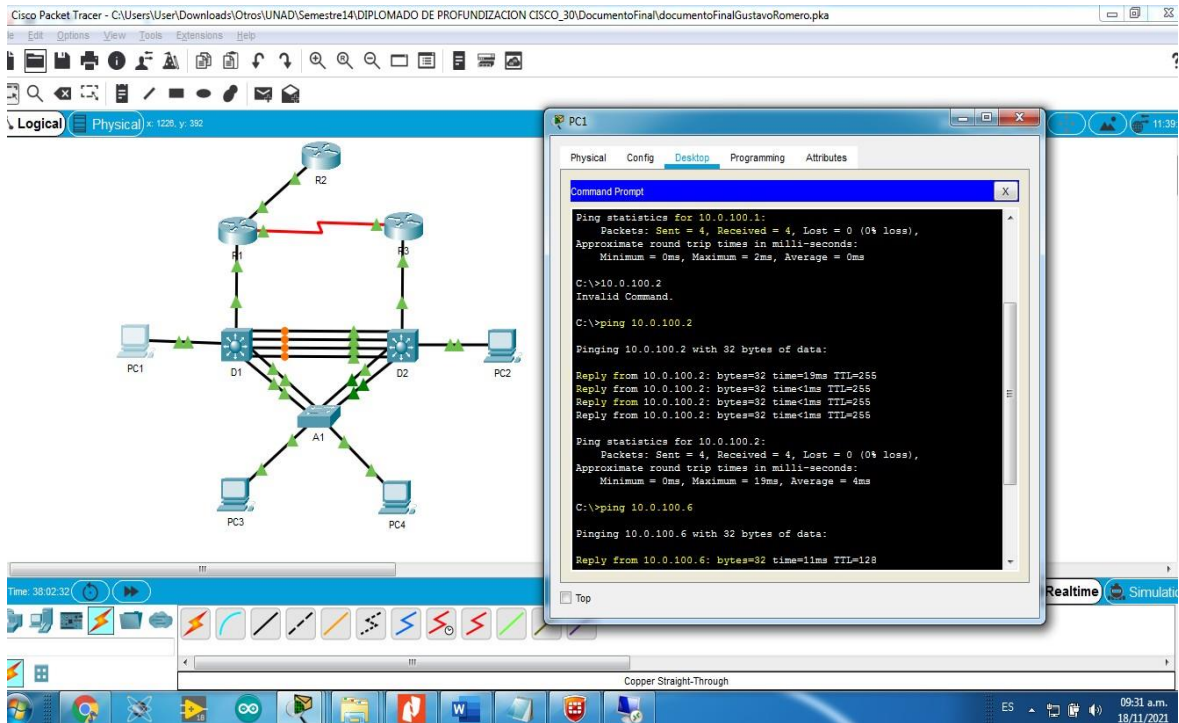 Cisco Packet Tracer - C:\Users\User\Downloads\Otros\UNAD\Semestre14\DIPLOMADO DE PROFUNDIZACION CISCO_30\DocumentoFinal\documentoFinalGustavoRomero.pka
Edit Options View Tools Extensions Help
Logical Physical x: 1226, y: 392
11:39:
R2
R1
R3
PC1
D1
D2
PC2
A1
PC3
PC4
PC1
Physical Config Desktop Programming Attributes
Command Prompt X
Ping statistics for 10.0.100.1:
Packets: Sent = 4, Received = 4, Lost = 0 (0% loss),
Approximate round trip times in milli-seconds:
Minimum = 0ms, Maximum = 2ms, Average = 0ms
C:\>10.0.100.2
Invalid Command.
C:\>ping 10.0.100.2
Pinging 10.0.100.2 with 32 bytes of data:
Reply from 10.0.100.2: bytes=32 time=19ms TTL=255
Reply from 10.0.100.2: bytes=32 time<1ms TTL=255
Reply from 10.0.100.2: bytes=32 time<1ms TTL=255
Reply from 10.0.100.2: bytes=32 time<1ms TTL=255
Ping statistics for 10.0.100.2:
Packets: Sent = 4, Received = 4, Lost = 0 (0% loss),
Approximate round trip times in milli-seconds:
Minimum = 0ms, Maximum = 19ms, Average = 4ms
C:\>ping 10.0.100.6
Pinging 10.0.100.6 with 32 bytes of data:
Reply from 10.0.100.6: bytes=32 time=11ms TTL=128
Top
Time: 38:02:32
Realtime Simulatio
Copper Straight-Through
ES
09:31 a.m.
18/11/2021